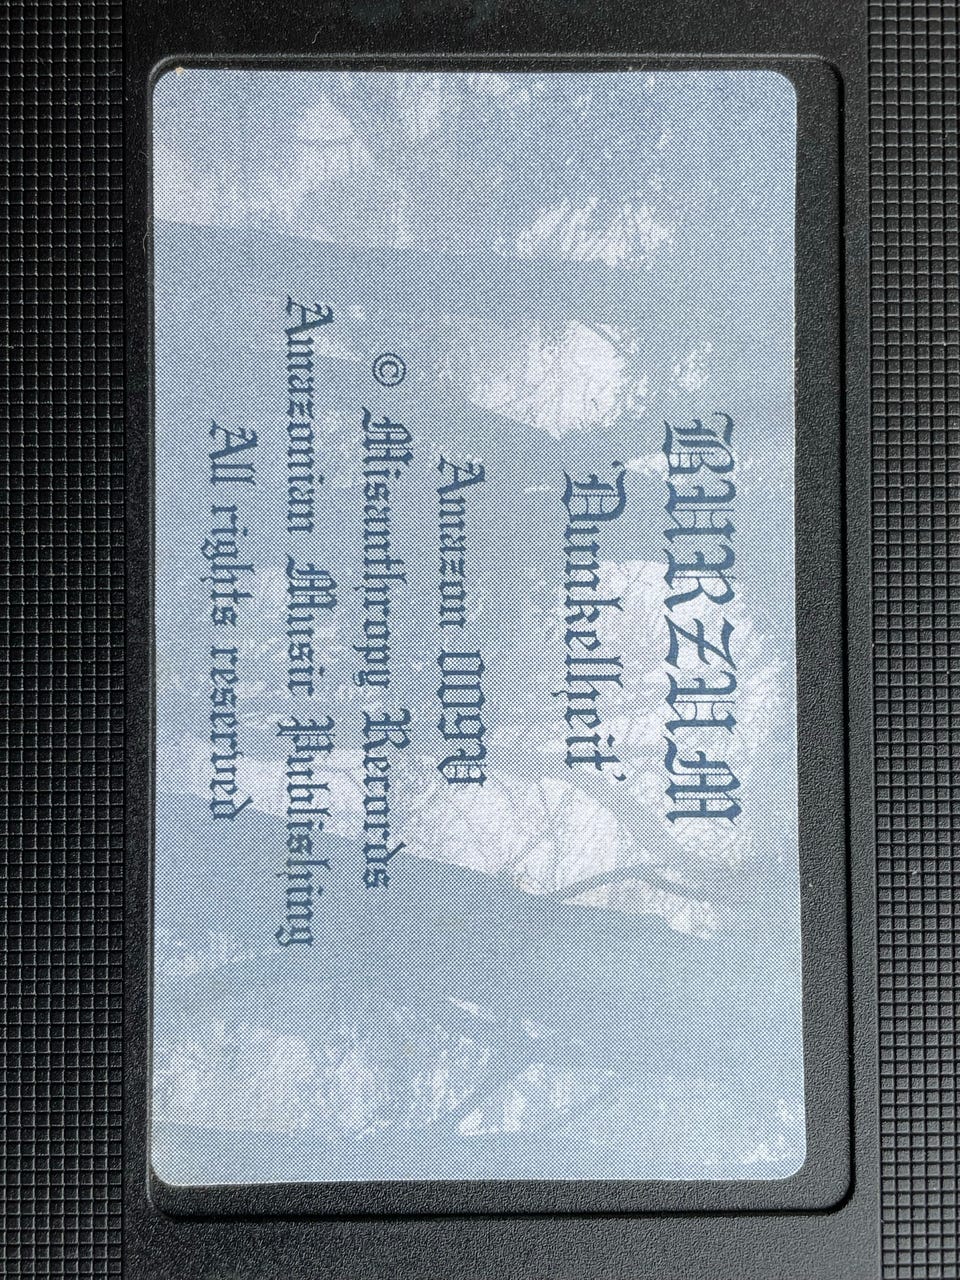 BURZUM
'Dunkelheit'
Amazon 009V
© Misanthropy Records
Amazonian Music Publishing
All rights reserved